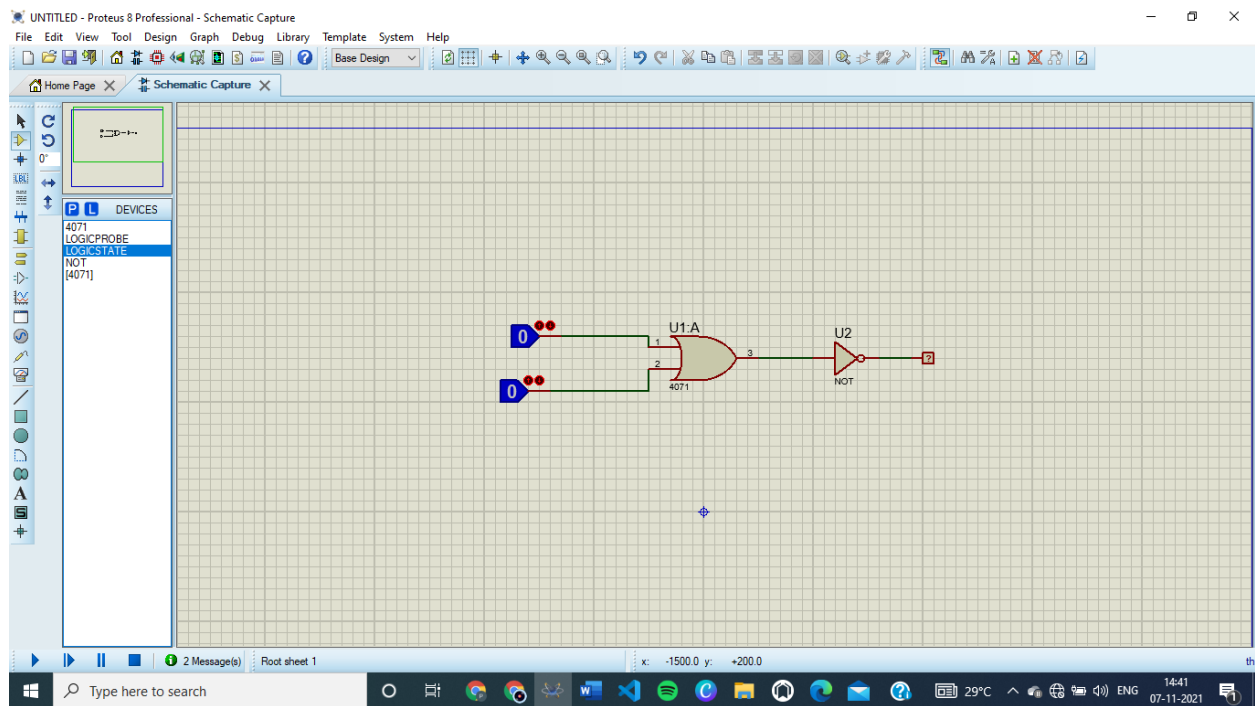 UNTITLED - Proteus 8 Professional - Schematic Capture
File Edit View Tool Design Graph Debug Library Template System Help
Base Design
Home Page
Schematic Capture
0°
LBL
P L DEVICES
4071
LOGICPROBE
LOGICSTATE
NOT
[4071]
A
S
U1:A
U2
0
1
3
?
2
0
4071
NOT
2 Message(s) Root sheet 1 x: -1500.0 y: +200.0 th
Type here to search
29°C
ENG
14:41
07-11-2021
1